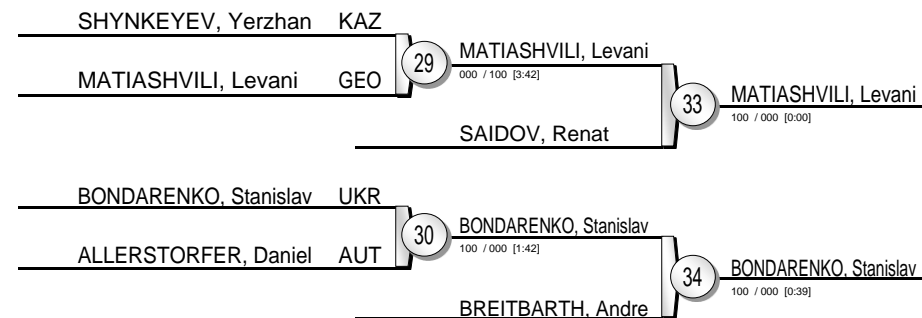 SHYNKEYEV, Yerzhan KAZ
29
MATIASHVILI, Levani
000 / 100 [3:42]
MATIASHVILI, Levani GEO
33
MATIASHVILI, Levani
100 / 000 [0:00]
SAIDOV, Renat
BONDARENKO, Stanislav UKR
30
BONDARENKO, Stanislav
100 / 000 [1:42]
ALLERSTORFER, Daniel AUT
34
BONDARENKO, Stanislav
100 / 000 [0:39]
BREITBARTH, Andre